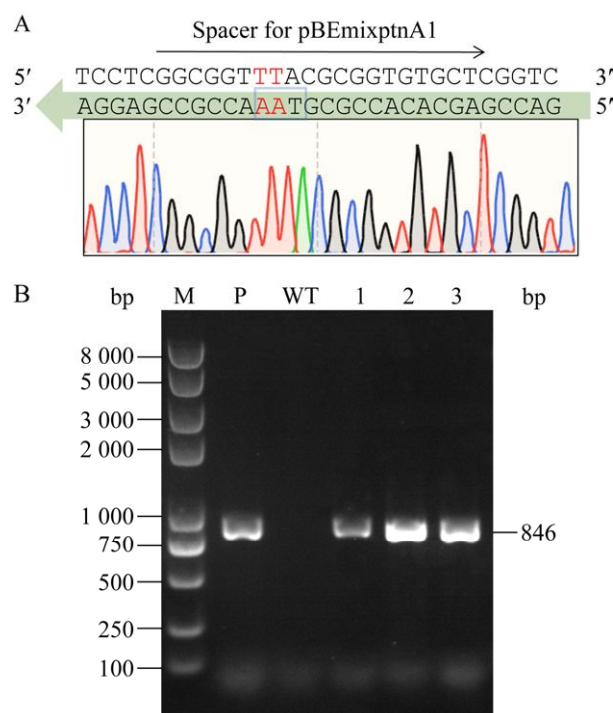 A
Spacer for pBEmixptnA1
5′ TCCTCGGCGGTTTACGCGGTGTGCTCGGTC 3′
3′ AGGAGCCGCCAAATGCGCCACACGAGCCAG 5′
B bp M P WT 1 2 3 bp
8 000
5 000
3 000
2 000
1 000
846
750
500
250
100